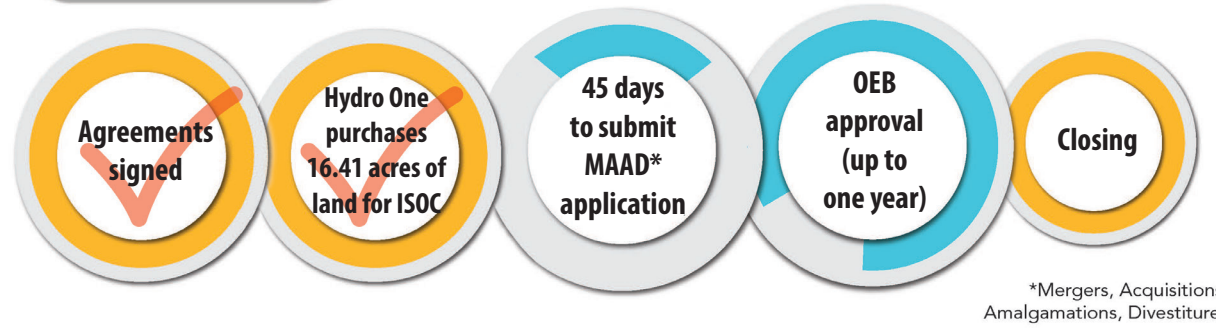 Agreements
signed
Hydro One
purchases
16.41 acres of
land for ISOC
45 days
to submit
MAAD*
application
OEB
approval
(up to
one year)
Closing
*Mergers, Acquisitions
Amalgamations, Divestiture